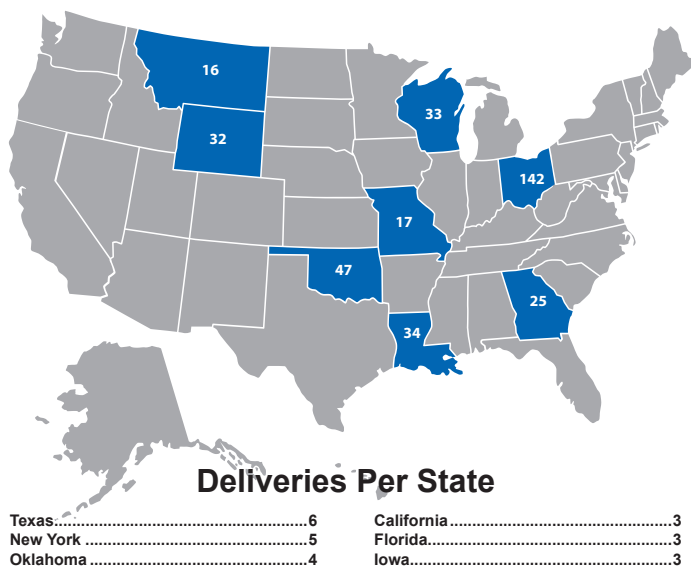 16
33
32
142
17
47
25
34
Deliveries Per State
Texas..............................................................6
New York .......................................................5
Oklahoma ......................................................4
California ........................................................3
Florida.............................................................3
Iowa.................................................................3